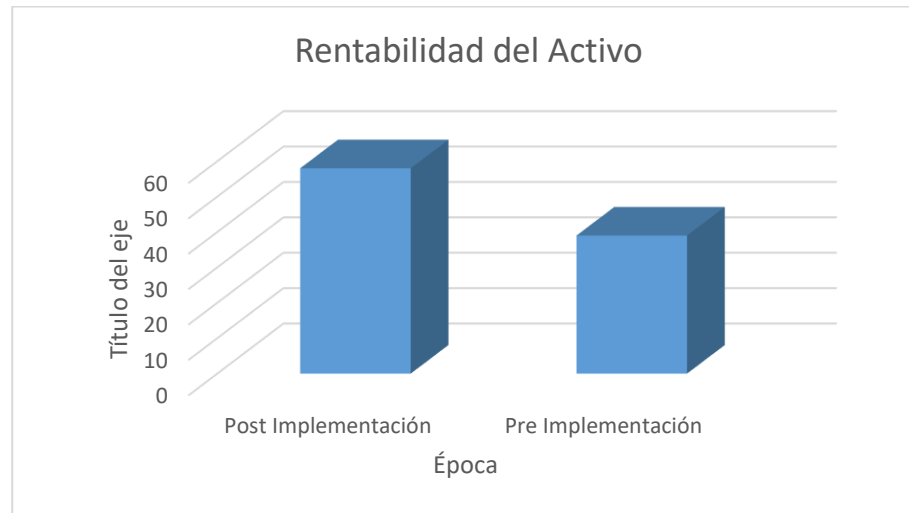 Rentabilidad del Activo
Título del eje
60
50
40
30
20
10
0
Post Implementación
Pre Implementación
Época